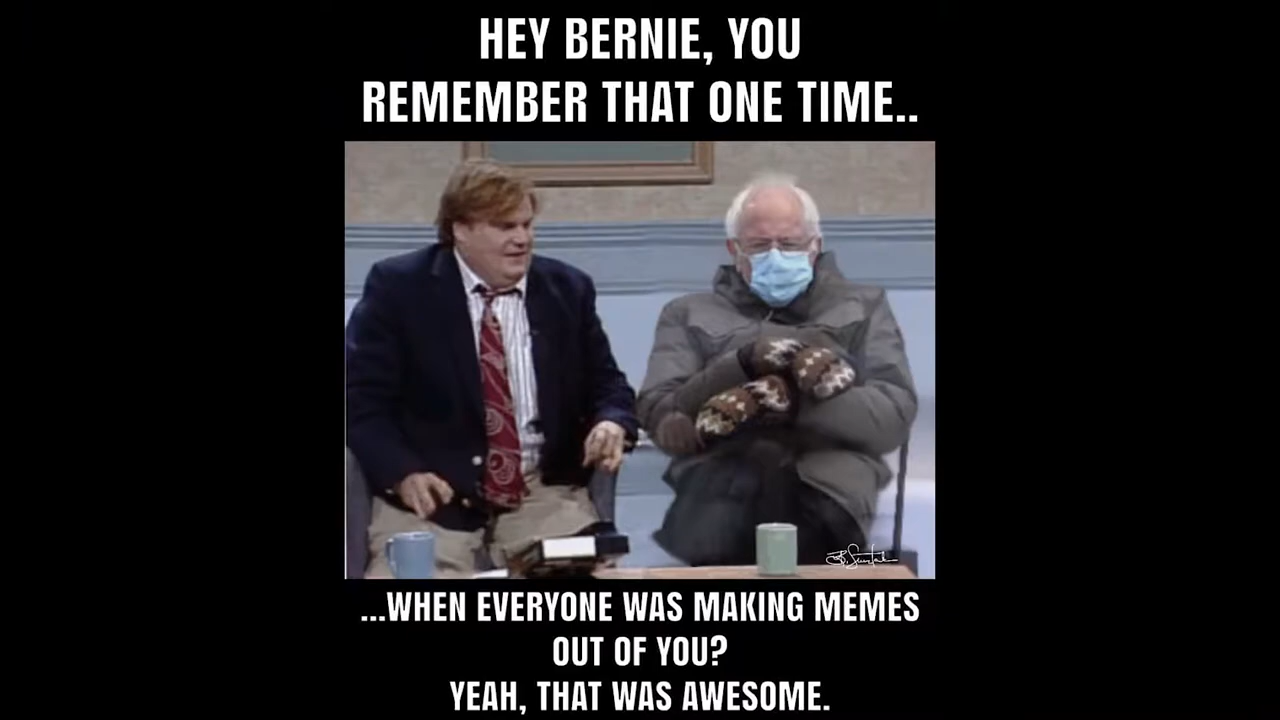 HEY BERNIE, YOU
REMEMBER THAT ONE TIME..
...WHEN EVERYONE WAS MAKING MEMES
OUT OF YOU?
YEAH, THAT WAS AWESOME.